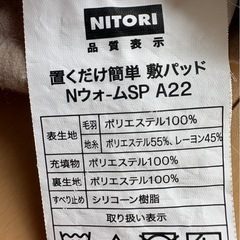 NITORI
品質表示
置くだけ簡単 敷パッド
NウォームSP A22
表生地 毛羽 ポリエステル100%
地糸 ポリエステル55%、レーヨン45%
充填物 ポリエステル100%
裏生地 ポリエステル100%
すべり止め シリコーン樹脂
取り扱い表示